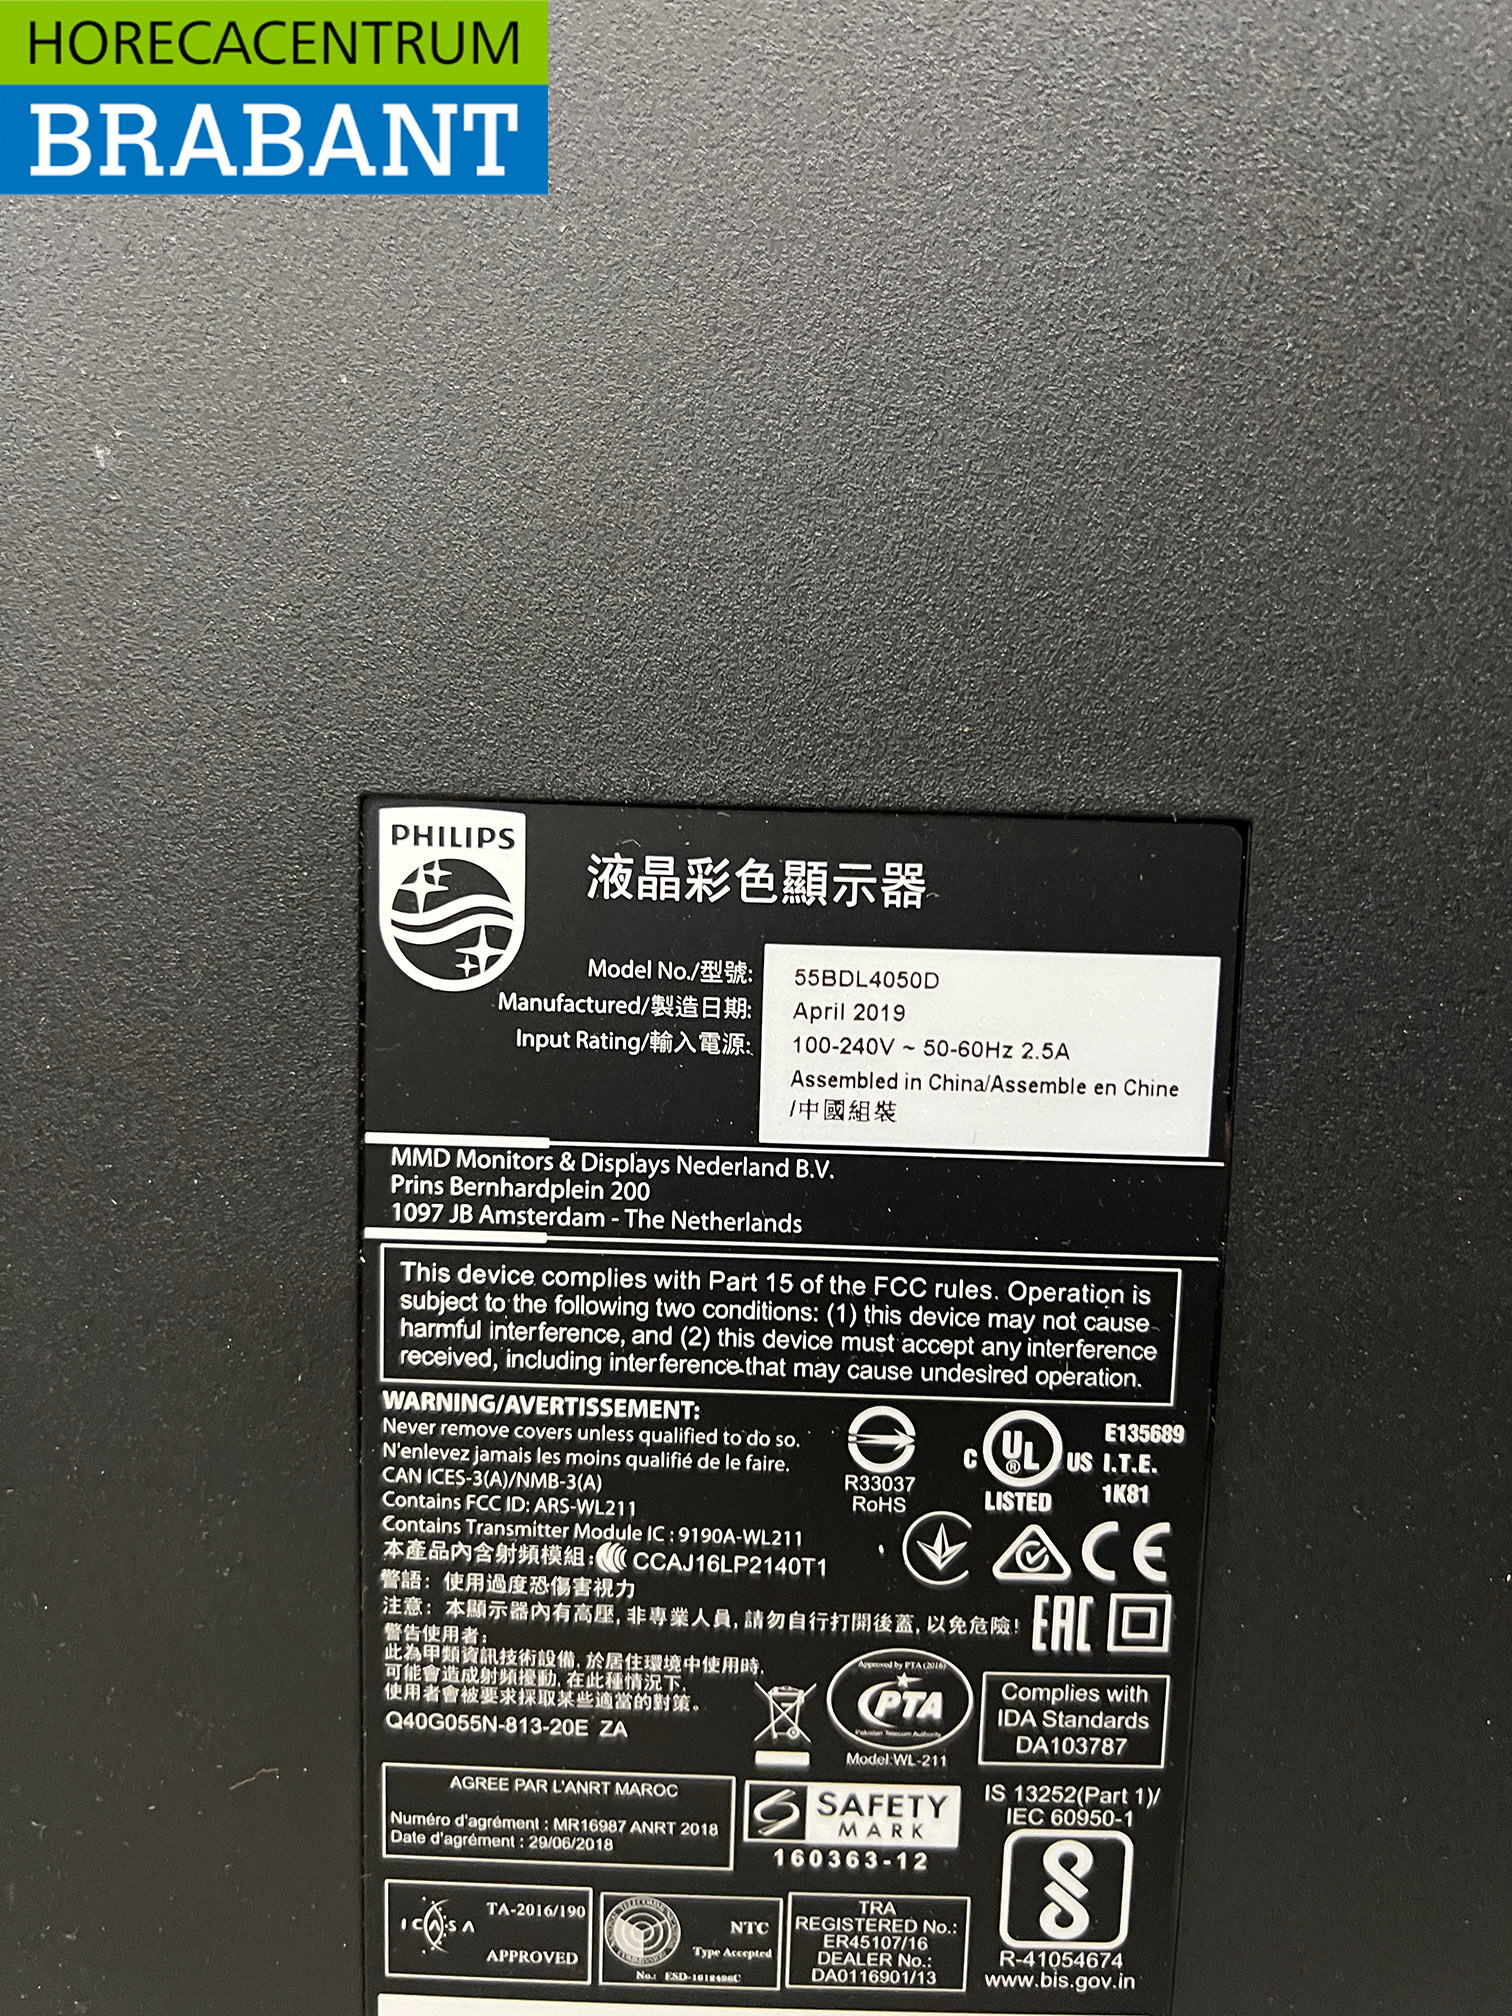 HORECACENTRUM
BRABANT
PHILIPS
液晶彩色顯示器
Model No./型號: 55BDL4050D
Manufactured/製造日期: April 2019
Input Rating/輸入電源: 100-240V ~ 50-60Hz 2.5A
Assembled in China/Assemble en Chine
/中國組裝
MMD Monitors & Displays Nederland B.V.
Prins Bernhardplein 200
1097 JB Amsterdam - The Netherlands
This device complies with Part 15 of the FCC rules. Operation is
subject to the following two conditions: (1) this device may not cause
harmful interference, and (2) this device must accept any interference
received, including interference that may cause undesired operation.
WARNING/AVERTISSEMENT:
Never remove covers unless qualified to do so.
N'enlevez jamais les moins qualifié de le faire.
CAN ICES-3(A)/NMB-3(A)
Contains FCC ID: ARS-WL211
Contains Transmitter Module IC : 9190A-WL211
本產品內含射頻模組: CCAJ16LP2140T1
警語: 使用過度恐傷害視力
注意: 本顯示器內有高壓, 非專業人員, 請勿自行打開後蓋, 以免危險!
警告使用者:
此為甲類資訊技術設備, 於居住環境中使用時,
可能會造成射頻擾動, 在此種情況下,
使用者會被要求採取某些適當的對策。
Q40G055N-813-20E ZA
R33037
RoHS
C UL ® US
LISTED
E135689
I.T.E.
1K81
CE
EAC
Approved by PTA (2016)
PTA
Pakistan Telecom Authority
Model:WL-211
Complies with
IDA Standards
DA103787
AGREE PAR L'ANRT MAROC
Numéro d'agrément : MR16987 ANRT 2018
Date d'agrément : 29/06/2018
SAFETY
MARK
160363-12
IS 13252(Part 1)/
IEC 60950-1
R-41054674
www.bis.gov.in
ICASA
TA-2016/190
APPROVED
NTC
Type Accepted
No.:
TRA
REGISTERED No.:
ER45107/16
DEALER No.:
DA0116901/13